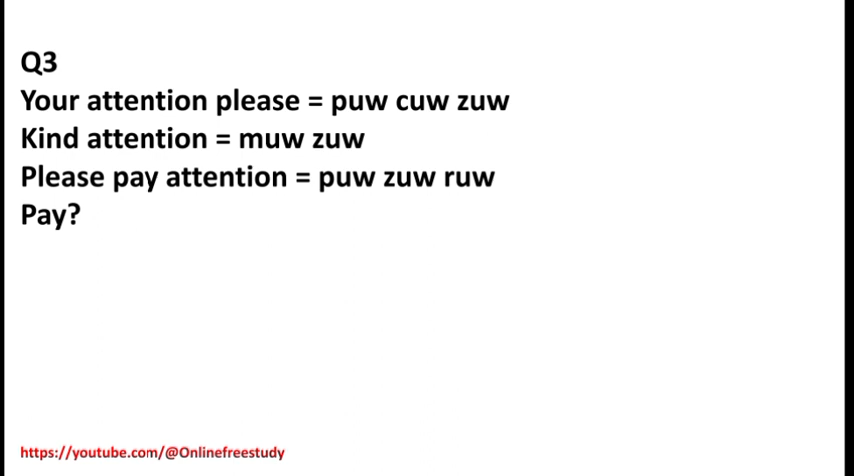 Q3
Your attention please = puw cuw zuw
Kind attention = muw zuw
Please pay attention = puw zuw ruw
Pay?
https://youtube.com/@Onlinefreestudy